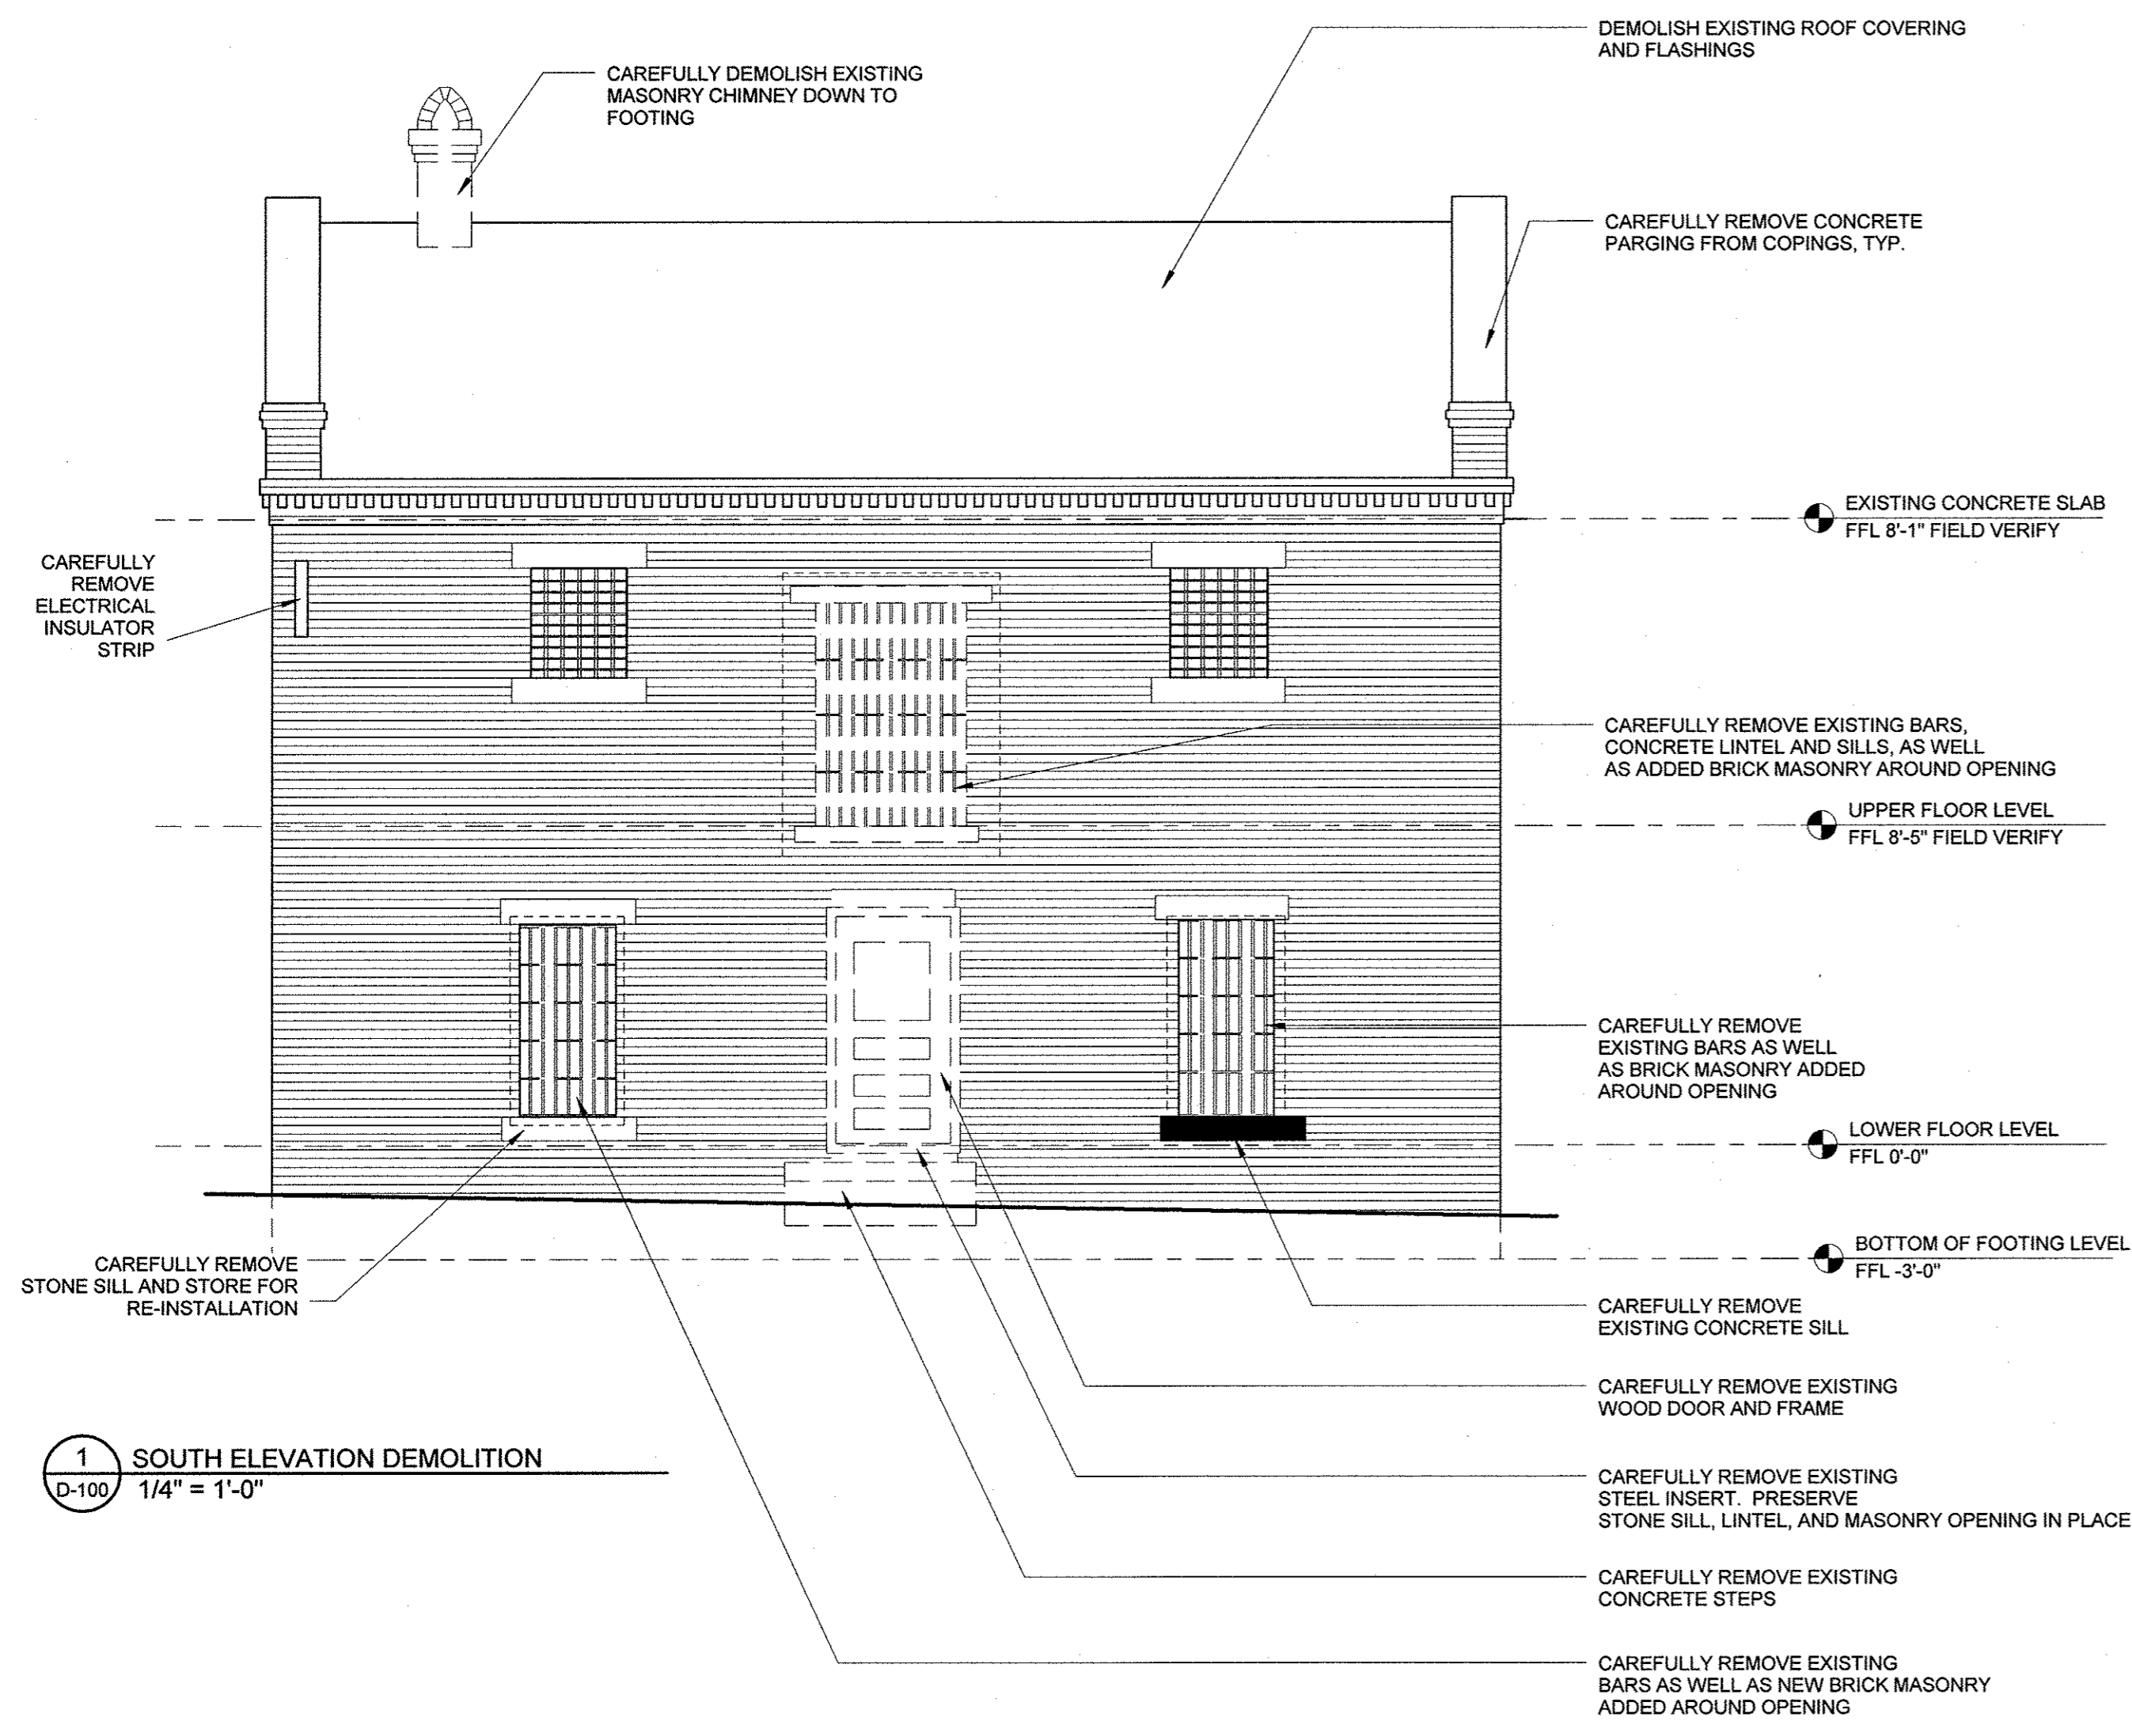 DEMOLISH EXISTING ROOF COVERING
AND FLASHINGS
CAREFULLY DEMOLISH EXISTING
MASONRY CHIMNEY DOWN TO
FOOTING
CAREFULLY REMOVE CONCRETE
PARGING FROM COPINGS, TYP.
EXISTING CONCRETE SLAB
FFL 8'-1" FIELD VERIFY
CAREFULLY
REMOVE
ELECTRICAL
INSULATOR
STRIP
CAREFULLY REMOVE EXISTING BARS,
CONCRETE LINTEL AND SILLS, AS WELL
AS ADDED BRICK MASONRY AROUND OPENING
UPPER FLOOR LEVEL
FFL 8'-5" FIELD VERIFY
CAREFULLY REMOVE
EXISTING BARS AS WELL
AS BRICK MASONRY ADDED
AROUND OPENING
LOWER FLOOR LEVEL
FFL 0'-0"
BOTTOM OF FOOTING LEVEL
FFL -3'-0"
CAREFULLY REMOVE
STONE SILL AND STORE FOR
RE-INSTALLATION
CAREFULLY REMOVE
EXISTING CONCRETE SILL
CAREFULLY REMOVE EXISTING
WOOD DOOR AND FRAME
1
D-100
SOUTH ELEVATION DEMOLITION
1/4" = 1'-0"
CAREFULLY REMOVE EXISTING
STEEL INSERT. PRESERVE
STONE SILL, LINTEL, AND MASONRY OPENING IN PLACE
CAREFULLY REMOVE EXISTING
CONCRETE STEPS
CAREFULLY REMOVE EXISTING
BARS AS WELL AS NEW BRICK MASONRY
ADDED AROUND OPENING